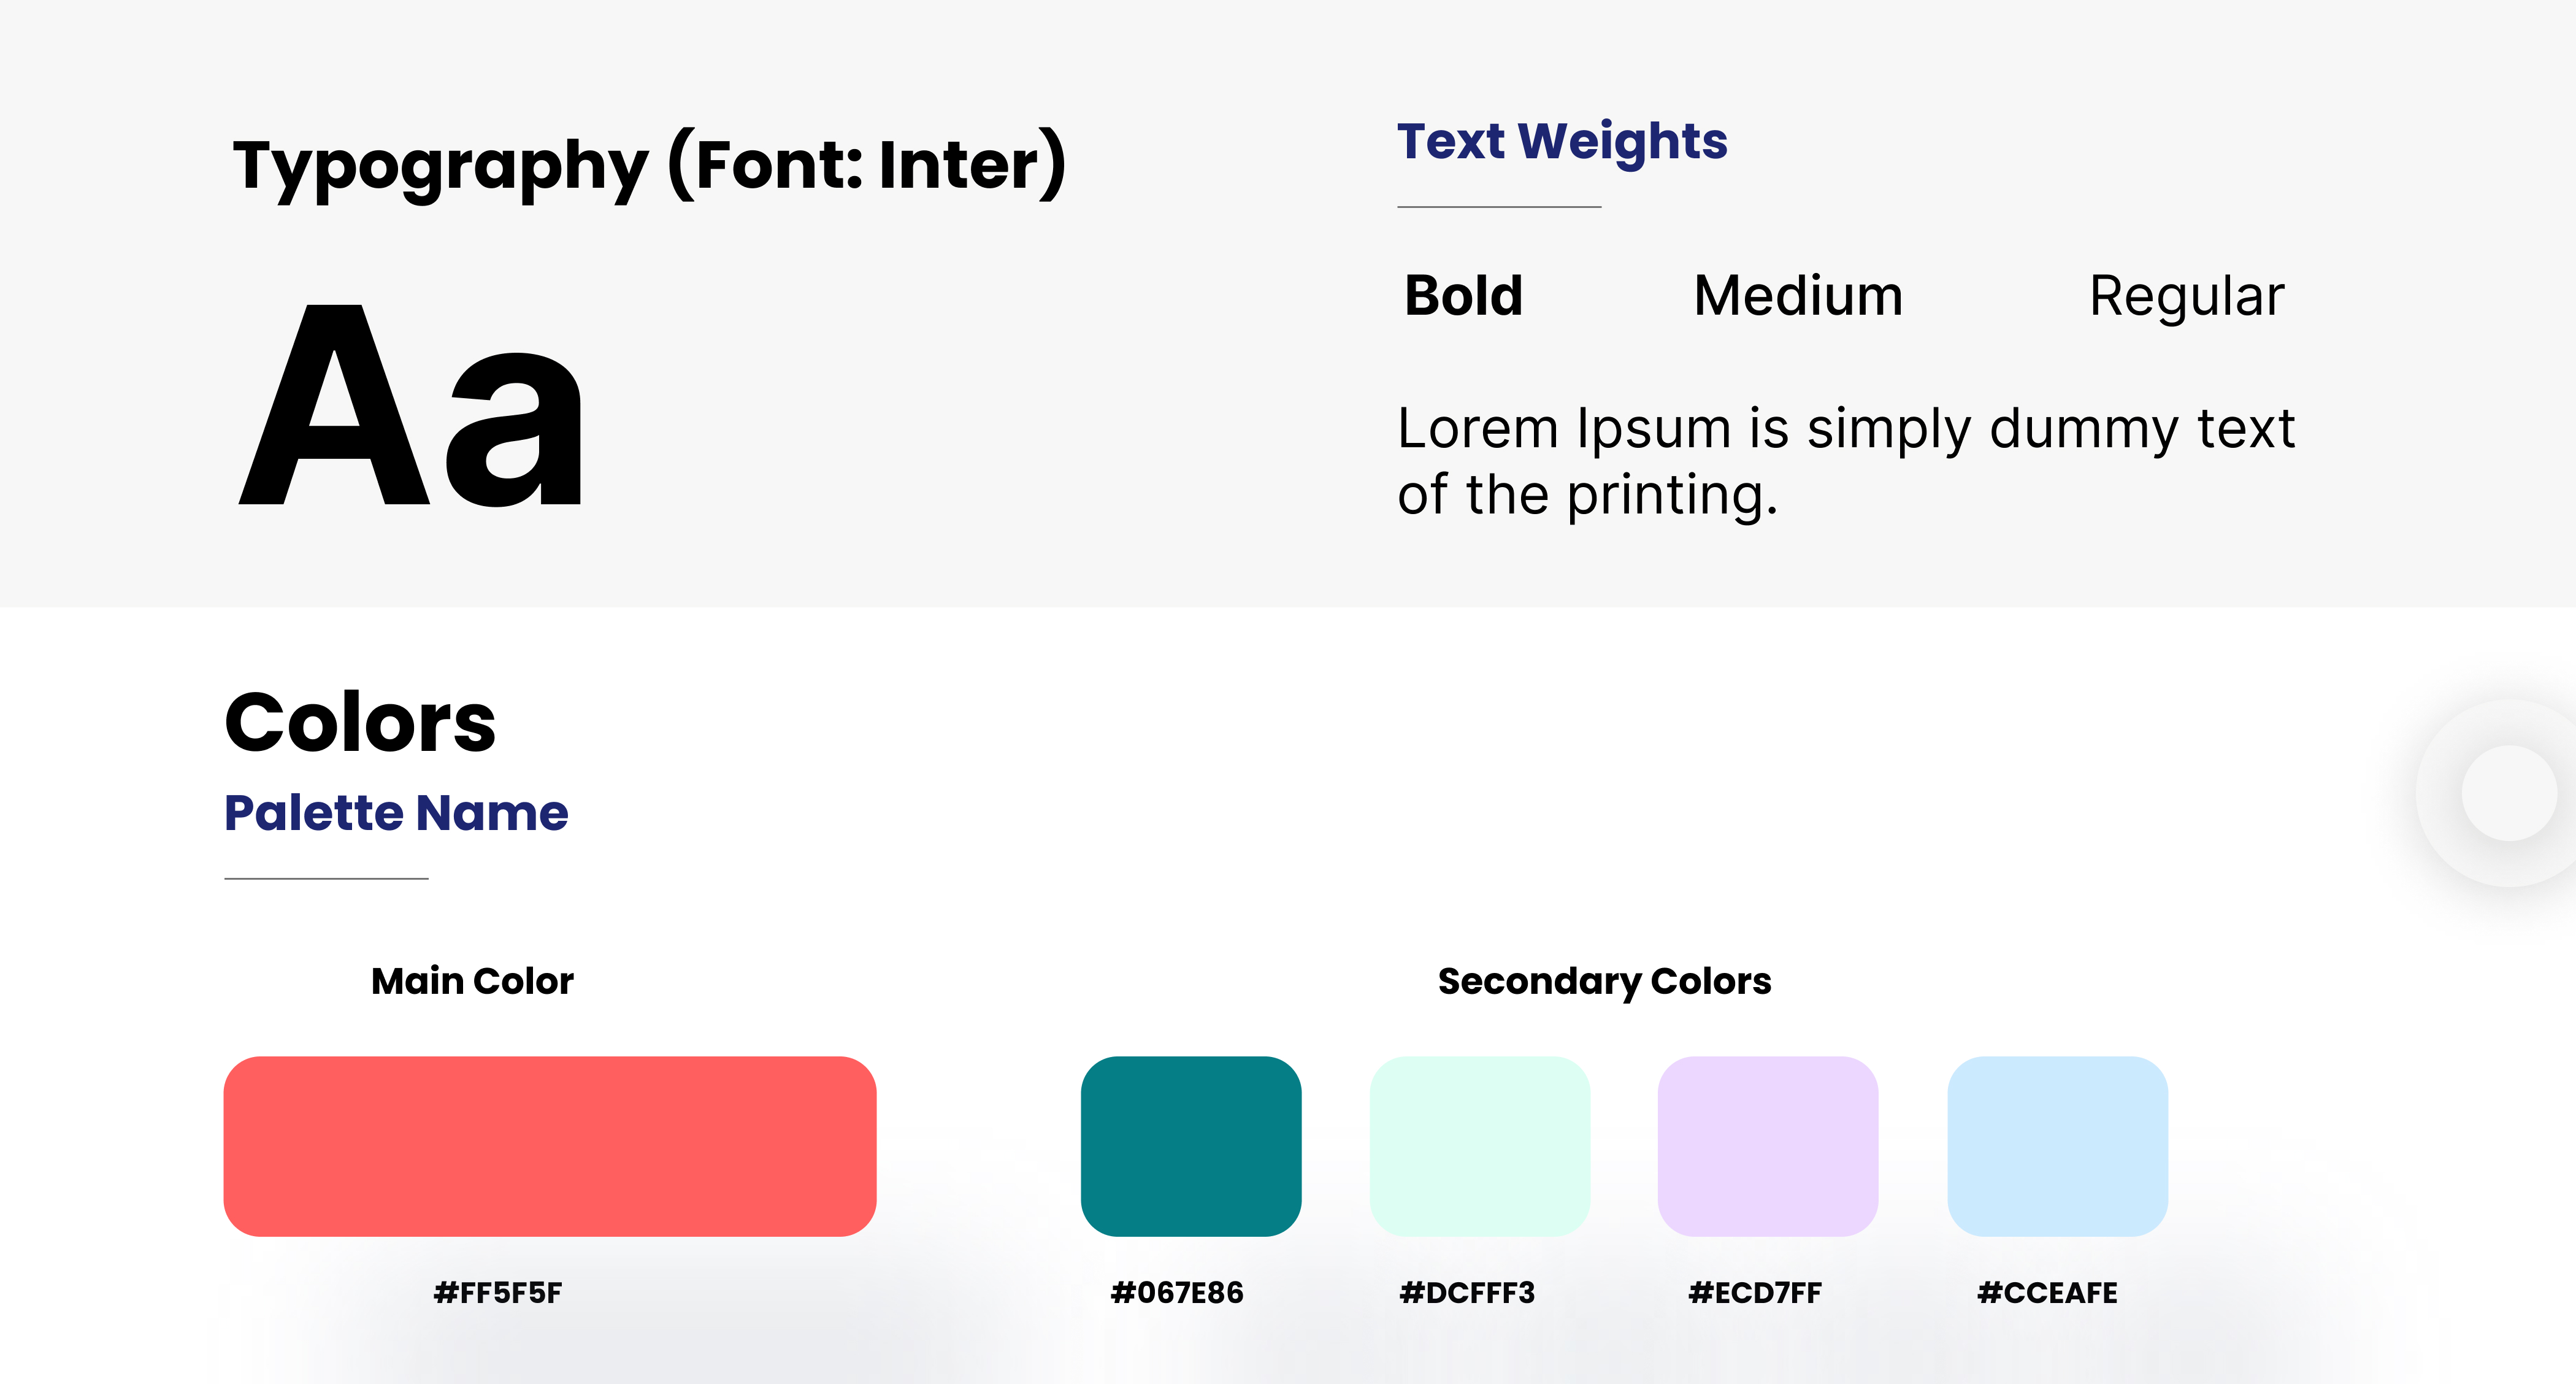 Typography (Font: Inter)
Aa
Text Weights
Bold Medium Regular
Lorem Ipsum is simply dummy text
of the printing.
Colors
Palette Name
Main Color
#FF5F5F
Secondary Colors
#067E86 #DCFFF3 #ECD7FF #CCEAFE